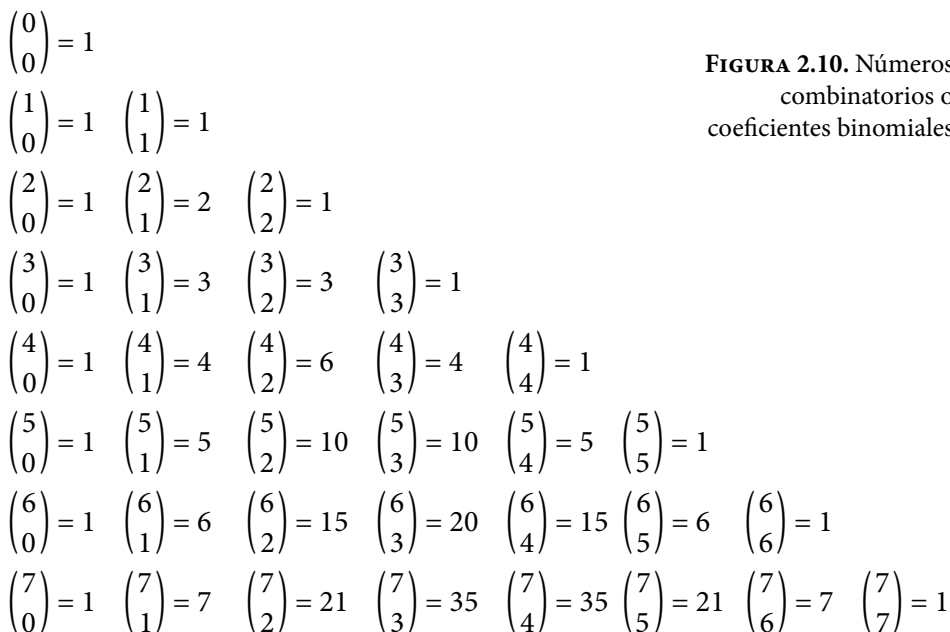 (0 0) = 1
FIGURA 2.10. Números
combinatorios o
coeficientes binomiales
(1 0) = 1 (1 1) = 1
(2 0) = 1 (2 1) = 2 (2 2) = 1
(3 0) = 1 (3 1) = 3 (3 2) = 3 (3 3) = 1
(4 0) = 1 (4 1) = 4 (4 2) = 6 (4 3) = 4 (4 4) = 1
(5 0) = 1 (5 1) = 5 (5 2) = 10 (5 3) = 10 (5 4) = 5 (5 5) = 1
(6 0) = 1 (6 1) = 6 (6 2) = 15 (6 3) = 20 (6 4) = 15 (6 5) = 6 (6 6) = 1
(7 0) = 1 (7 1) = 7 (7 2) = 21 (7 3) = 35 (7 4) = 35 (7 5) = 21 (7 6) = 7 (7 7) = 1